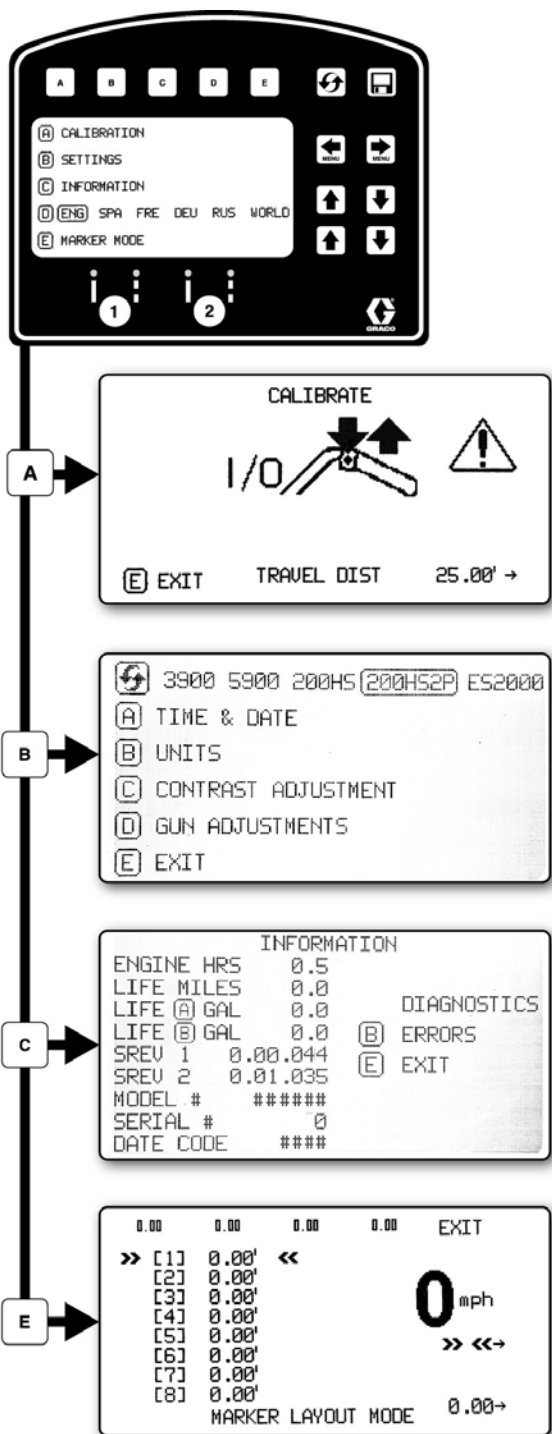 A B C D E
A CALIBRATION
B SETTINGS
MENU MENU
C INFORMATION
D ENG SPA FRE DEU RUS WORLD
E MARKER MODE
1 2
GRACO
A
CALIBRATE
I/O
E EXIT TRAVEL DIST 25.00' →
B
3900 5900 200HS 200HS2P ES2000
A TIME & DATE
B UNITS
C CONTRAST ADJUSTMENT
D GUN ADJUSTMENTS
E EXIT
C
INFORMATION
ENGINE HRS 0.5
LIFE MILES 0.0
LIFE A GAL 0.0 DIAGNOSTICS
LIFE B GAL 0.0 B ERRORS
SREV 1 0.00.044 E EXIT
SREV 2 0.01.035
MODEL # ######
SERIAL # 0
DATE CODE ####
E
0.00 0.00 0.00 0.00 EXIT
>> [1] 0.00' <<
[2] 0.00'
[3] 0.00'
[4] 0.00'
[5] 0.00'
[6] 0.00'
[7] 0.00'
[8] 0.00'
0 mph
>> <<→
MARKER LAYOUT MODE 0.00→